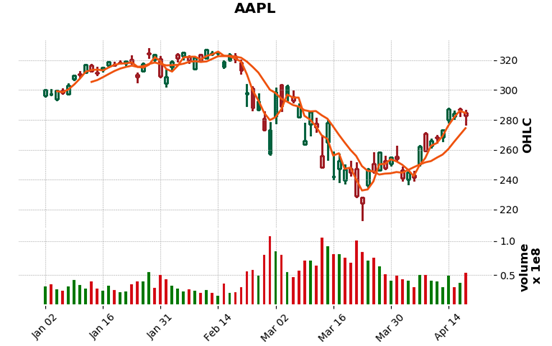 AAPL
320
300
280
260
240
220
OHLC
1.0
0.5
volume
x 1e8
Jan 02
Jan 16
Jan 31
Feb 14
Mar 02
Mar 16
Mar 30
Apr 14